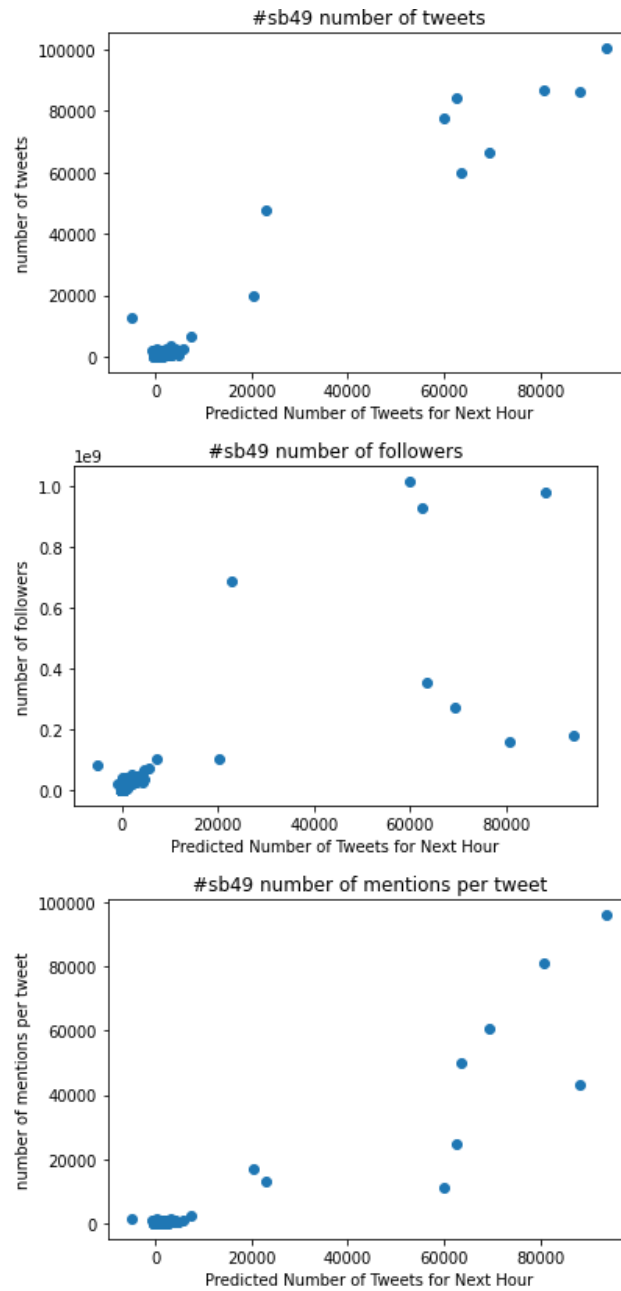 #sb49 number of tweets
100000
80000
60000
40000
20000
0
number of tweets
0 20000 40000 60000 80000
Predicted Number of Tweets for Next Hour
#sb49 number of followers
1e9
1.0
0.8
0.6
0.4
0.2
0.0
number of followers
0 20000 40000 60000 80000
Predicted Number of Tweets for Next Hour
#sb49 number of mentions per tweet
100000
80000
60000
40000
20000
0
number of mentions per tweet
0 20000 40000 60000 80000
Predicted Number of Tweets for Next Hour